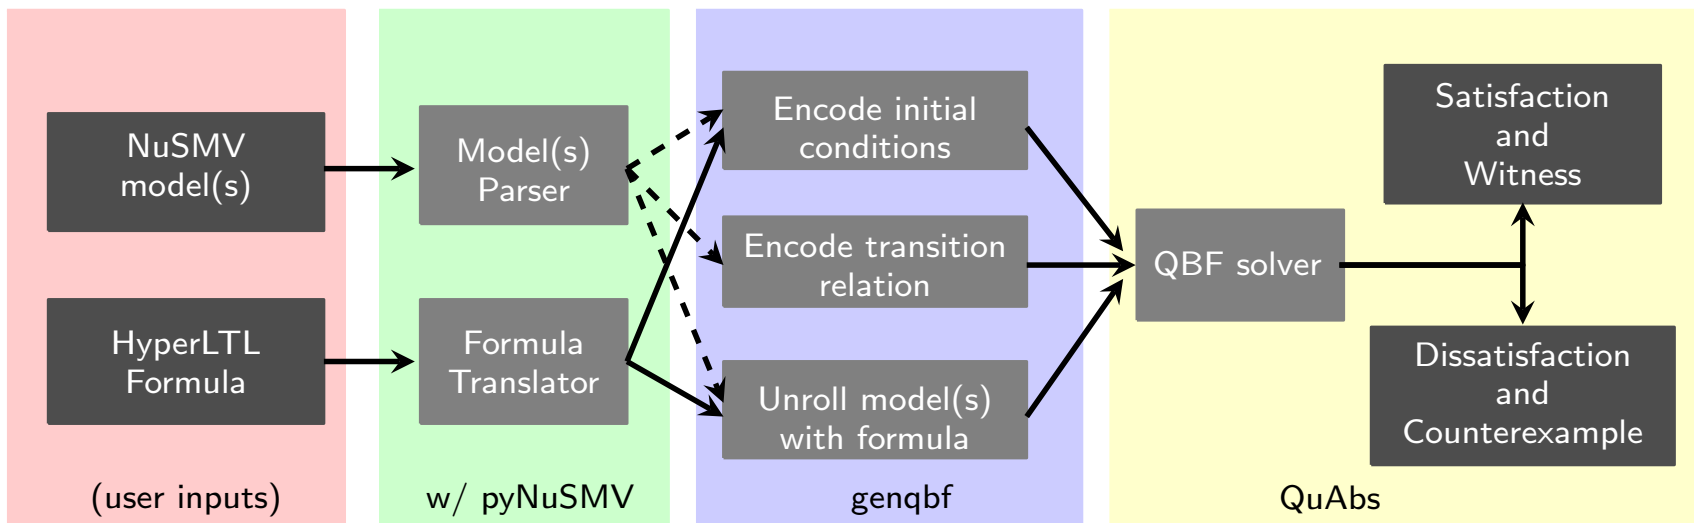 NuSMV
model(s)
HyperLTL
Formula
(user inputs)
Model(s)
Parser
Formula
Translator
w/ pyNuSMV
Encode initial
conditions
Encode transition
relation
Unroll model(s)
with formula
genqbf
QBF solver
Satisfaction
and
Witness
Dissatisfaction
and
Counterexample
QuAbs